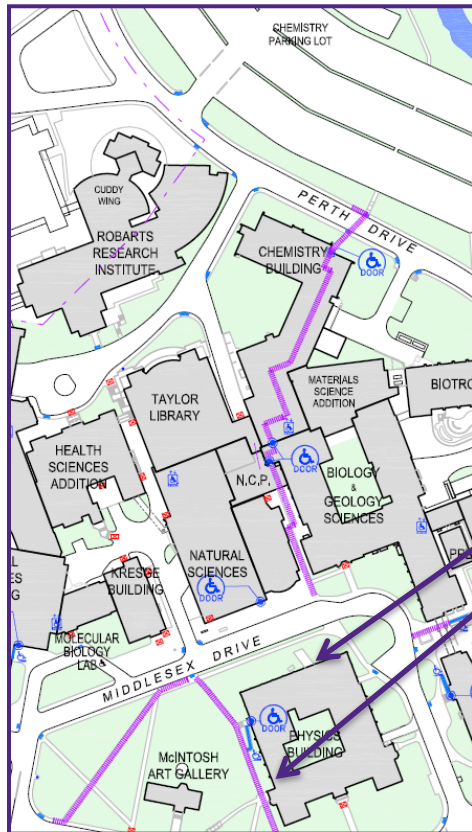 CHEMISTRY
PARKING LOT
CUDDY
WING
ROBARTS
RESEARCH
INSTITUTE
PERTH DRIVE
CHEMISTRY
BUILDING
DOOR
MATERIALS
SCIENCE
ADDITION
BIOTRO
TAYLOR
LIBRARY
HEALTH
SCIENCES
ADDITION
N.C.P.
DOOR
BIOLOGY
&
GEOLOGY
SCIENCES
NATURAL
SCIENCES
DOOR
KRESGE
BUILDING
MOLECULAR
BIOLOGY
LAB
MIDDLESEX DRIVE
DOOR
PHYSICS
BUILDING
McINTOSH
ART GALLERY